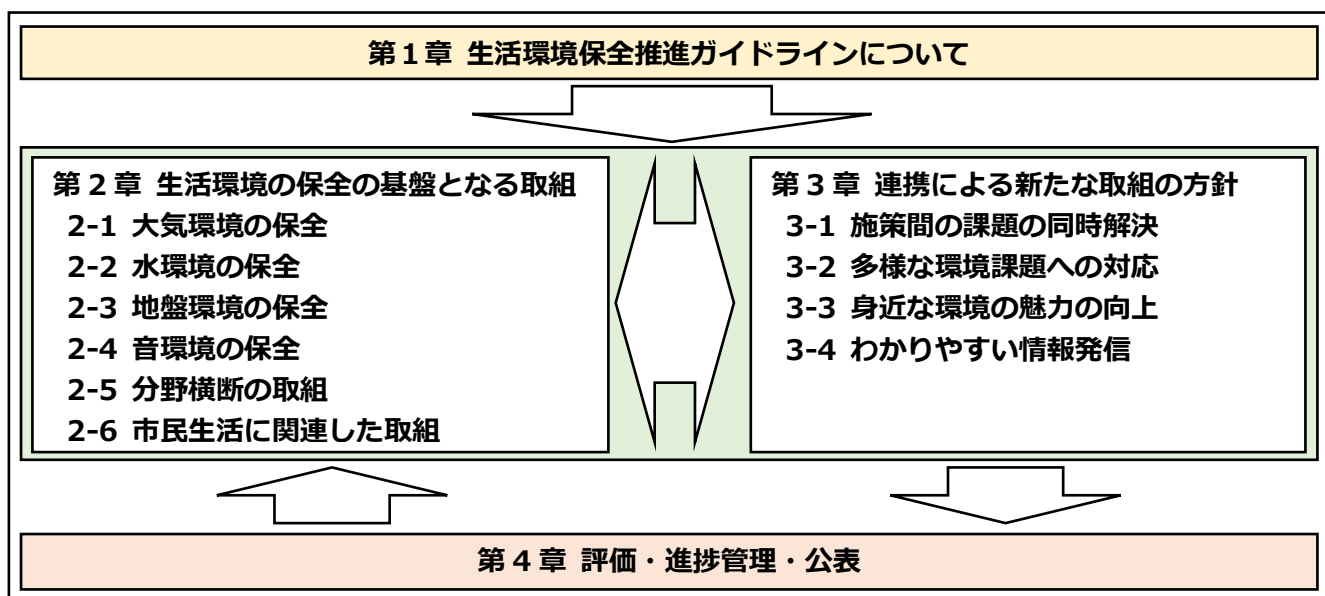 第1章 生活環境保全推進ガイドラインについて
第2章 生活環境の保全の基盤となる取組
2-1 大気環境の保全
2-2 水環境の保全
2-3 地盤環境の保全
2-4 音環境の保全
2-5 分野横断の取組
2-6 市民生活に関連した取組
第3章 連携による新たな取組の方針
3-1 施策間の課題の同時解決
3-2 多様な環境課題への対応
3-3 身近な環境の魅力の向上
3-4 わかりやすい情報発信
第4章 評価・進捗管理・公表